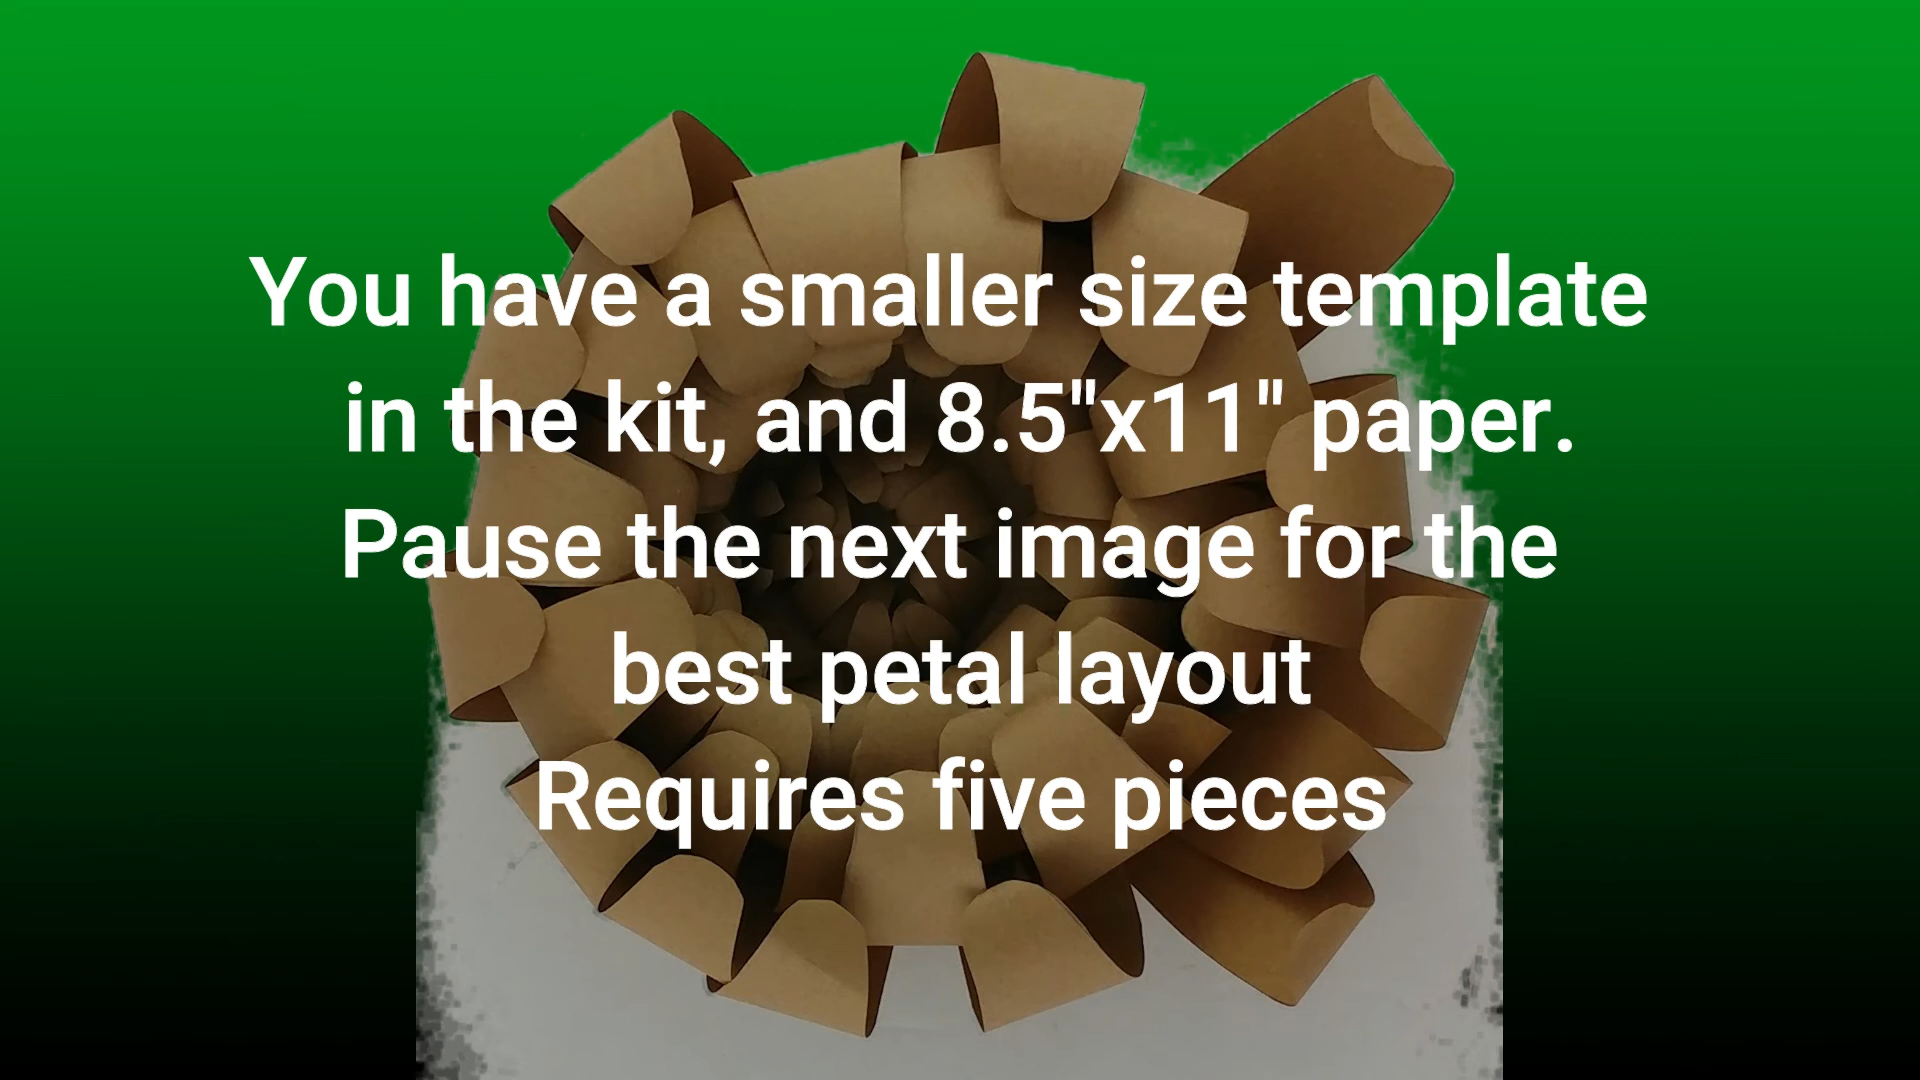 You have a smaller size template
in the kit, and 8.5"x11" paper.
Pause the next image for the
best petal layout
Requires five pieces